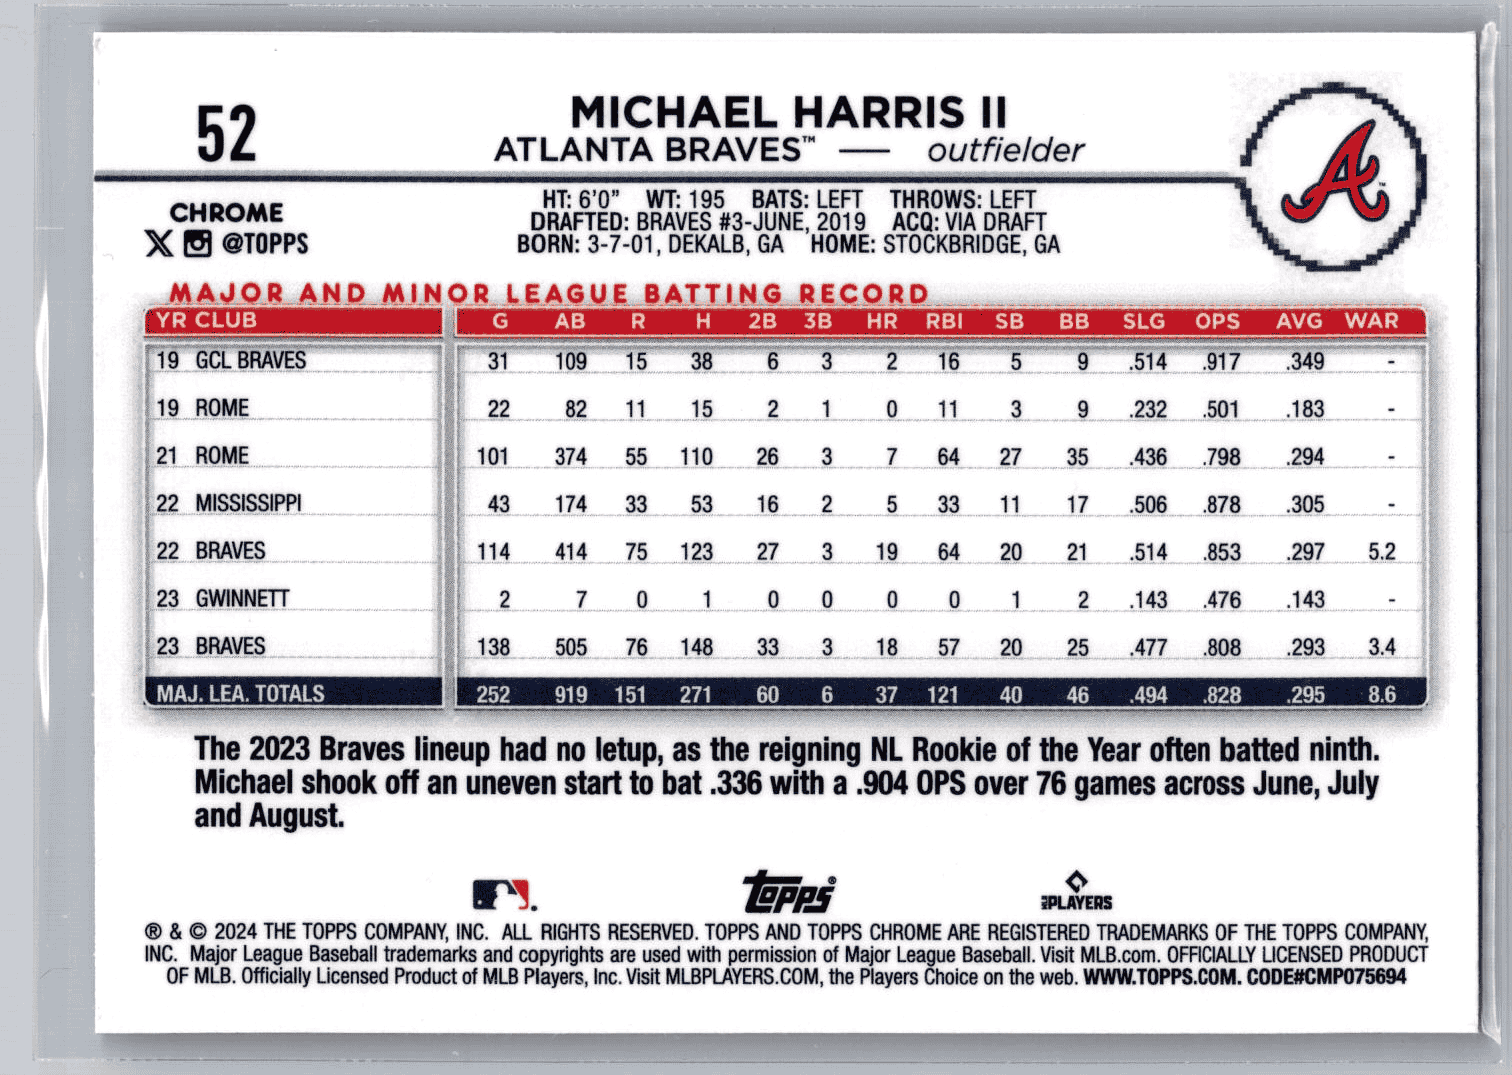 52
MICHAEL HARRIS II
ATLANTA BRAVES™ — outfielder
A™
CHROME
X @TOPPS
HT: 6'0" WT: 195 BATS: LEFT THROWS: LEFT
DRAFTED: BRAVES #3-JUNE, 2019 ACQ: VIA DRAFT
BORN: 3-7-01, DEKALB, GA HOME: STOCKBRIDGE, GA
MAJOR AND MINOR LEAGUE BATTING RECORD
YR CLUB G AB R H 2B 3B HR RBI SB BB SLG OPS AVG WAR
19 GCL BRAVES 31 109 15 38 6 3 2 16 5 9 .514 .917 .349 -
19 ROME 22 82 11 15 2 1 0 11 3 9 .232 .501 .183 -
21 ROME 101 374 55 110 26 3 7 64 27 35 .436 .798 .294 -
22 MISSISSIPPI 43 174 33 53 16 2 5 33 11 17 .506 .878 .305 -
22 BRAVES 114 414 75 123 27 3 19 64 20 21 .514 .853 .297 5.2
23 GWINNETT 2 7 0 1 0 0 0 0 1 2 .143 .476 .143 -
23 BRAVES 138 505 76 148 33 3 18 57 20 25 .477 .808 .293 3.4
MAJ. LEA. TOTALS 252 919 151 271 60 6 37 121 40 46 .494 .828 .295 8.6
The 2023 Braves lineup had no letup, as the reigning NL Rookie of the Year often batted ninth.
Michael shook off an uneven start to bat .336 with a .904 OPS over 76 games across June, July
and August.
Topps® PLAYERS
® & © 2024 THE TOPPS COMPANY, INC. ALL RIGHTS RESERVED. TOPPS AND TOPPS CHROME ARE REGISTERED TRADEMARKS OF THE TOPPS COMPANY,
INC. Major League Baseball trademarks and copyrights are used with permission of Major League Baseball. Visit MLB.com. OFFICIALLY LICENSED PRODUCT
OF MLB. Officially Licensed Product of MLB Players, Inc. Visit MLBPLAYERS.COM, the Players Choice on the web. WWW.TOPPS.COM. CODE#CMP075694